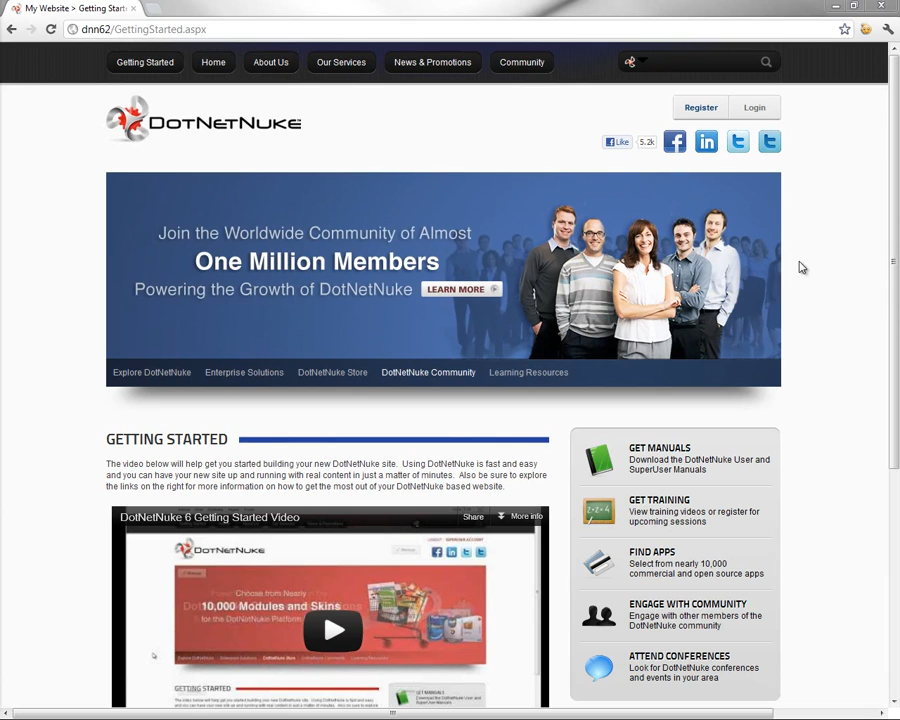 My Website > Getting Start
dnn62/GettingStarted.aspx
Getting Started
Home
About Us
Our Services
News & Promotions
Community
DOTNETNUKE
Register
Login
Like
5.2k
Join the Worldwide Community of Almost
One Million Members
Powering the Growth of DotNetNuke
LEARN MORE
Explore DotNetNuke
Enterprise Solutions
DotNetNuke Store
DotNetNuke Community
Learning Resources
GETTING STARTED
The video below will help get you started building your new DotNetNuke site. Using DotNetNuke is fast and easy
and you can have your new site up and running with real content in just a matter of minutes. Also be sure to explore
the links on the right for more information on how to get the most out of your DotNetNuke based website.
DotNetNuke 6 Getting Started Video
Share
More info
DOTNETNUKE
Choose from Nearly
10,000 Modules and Skins
for the DotNetNuke Platform
GETTING STARTED
GET MANUALS
Download the DotNetNuke User and
SuperUser Manuals
GET TRAINING
View training videos or register for
upcoming sessions
FIND APPS
Select from nearly 10,000
commercial and open source apps
ENGAGE WITH COMMUNITY
Engage with other members of the
DotNetNuke community
ATTEND CONFERENCES
Look for DotNetNuke conferences
and events in your area